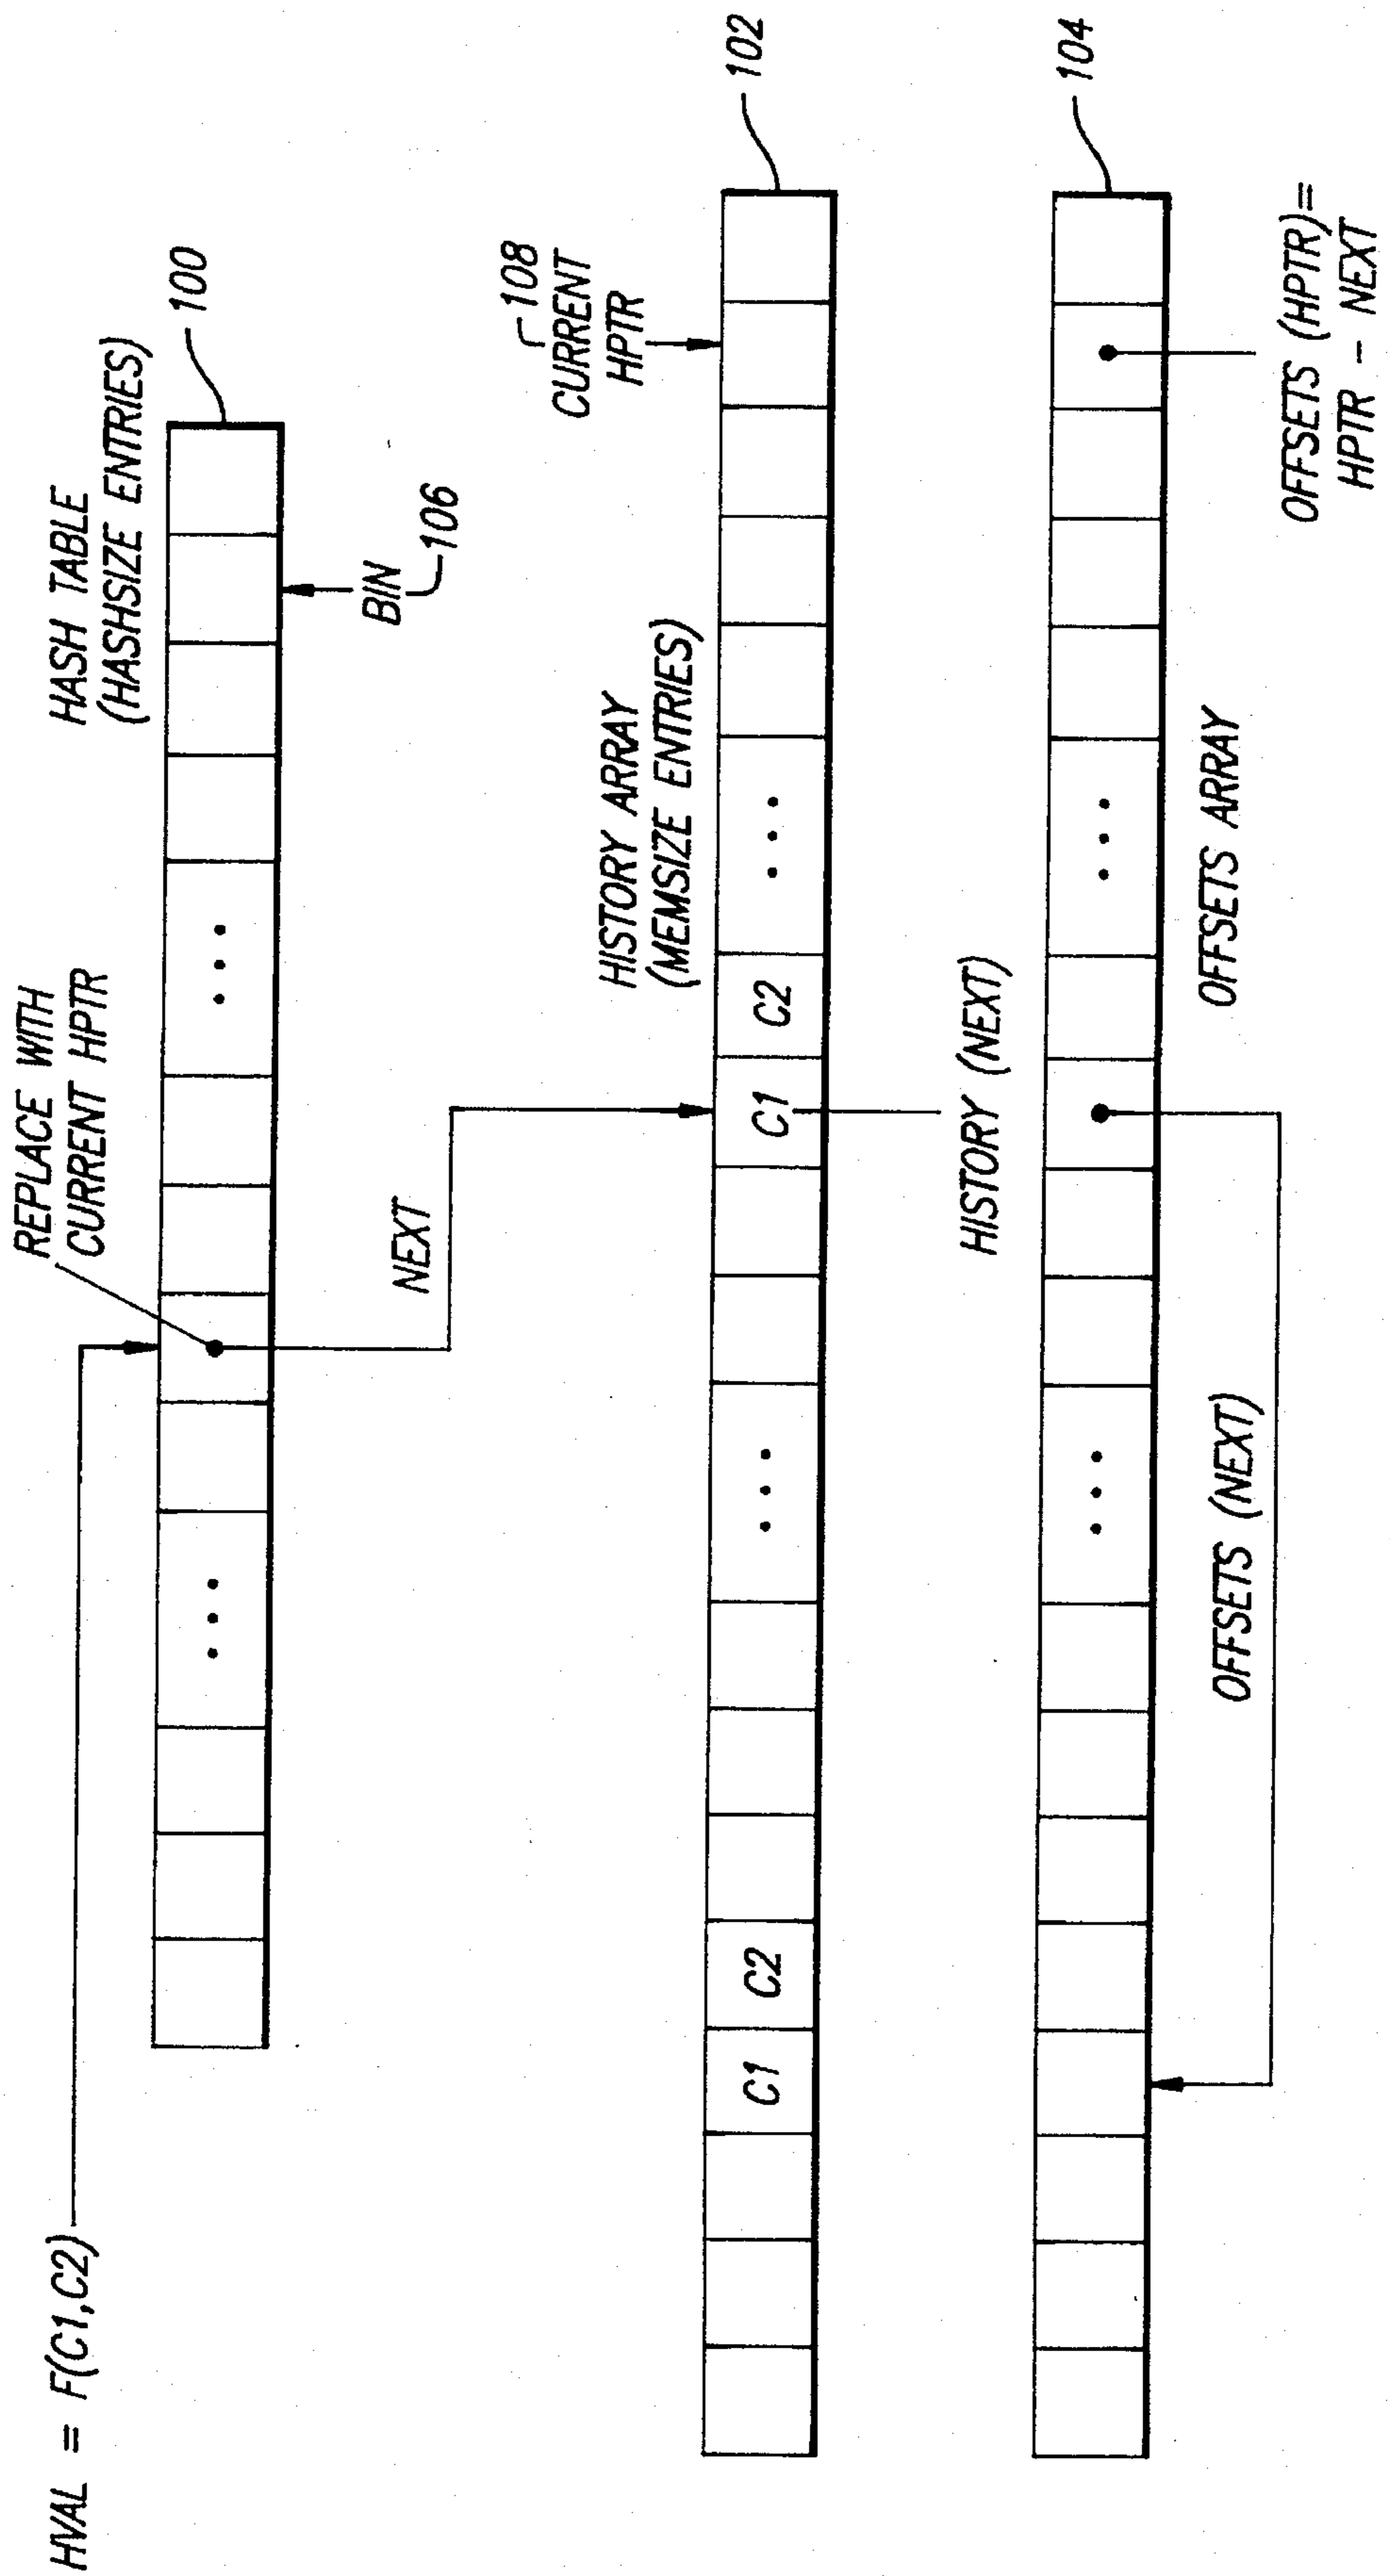 HVAL = F(C1,C2)
REPLACE WITH
CURRENT HPTR
HASH TABLE
(HASHSIZE ENTRIES)
100
BIN
106
NEXT
HISTORY ARRAY
(MEMSIZE ENTRIES)
108
CURRENT
HPTR
102
C1
C2
C1
C2
HISTORY (NEXT)
104
OFFSETS (NEXT)
OFFSETS ARRAY
OFFSETS (HPTR)=
HPTR - NEXT